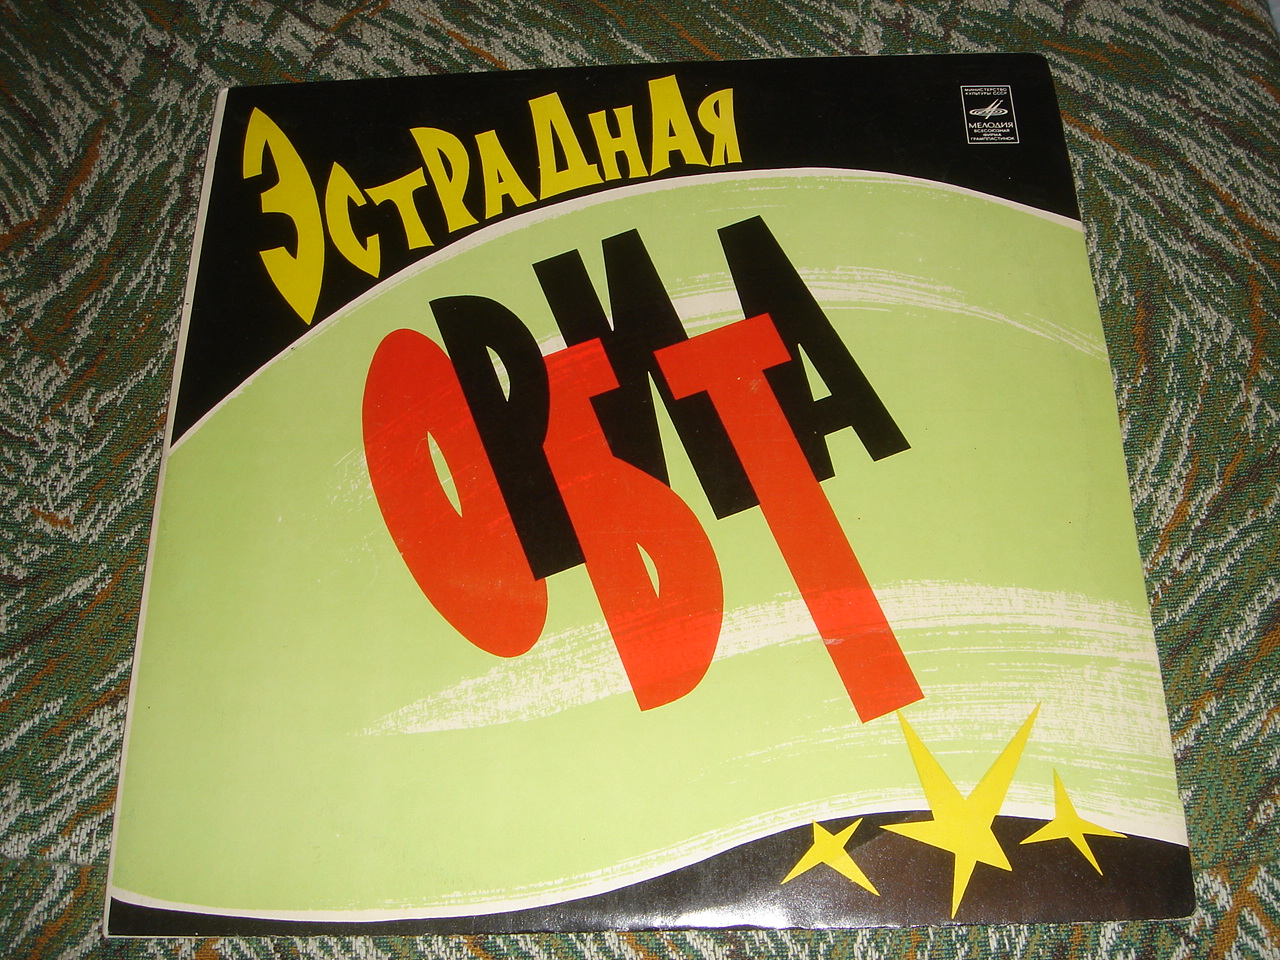 ЭСТРАДНАЯ
ОРБИТА
МИНИСТЕРСТВО
КУЛЬТУРЫ СССР
МЕЛОДИЯ
ВСЕСОЮЗНАЯ
ФИРМА
ГРАМПЛАСТИНОК